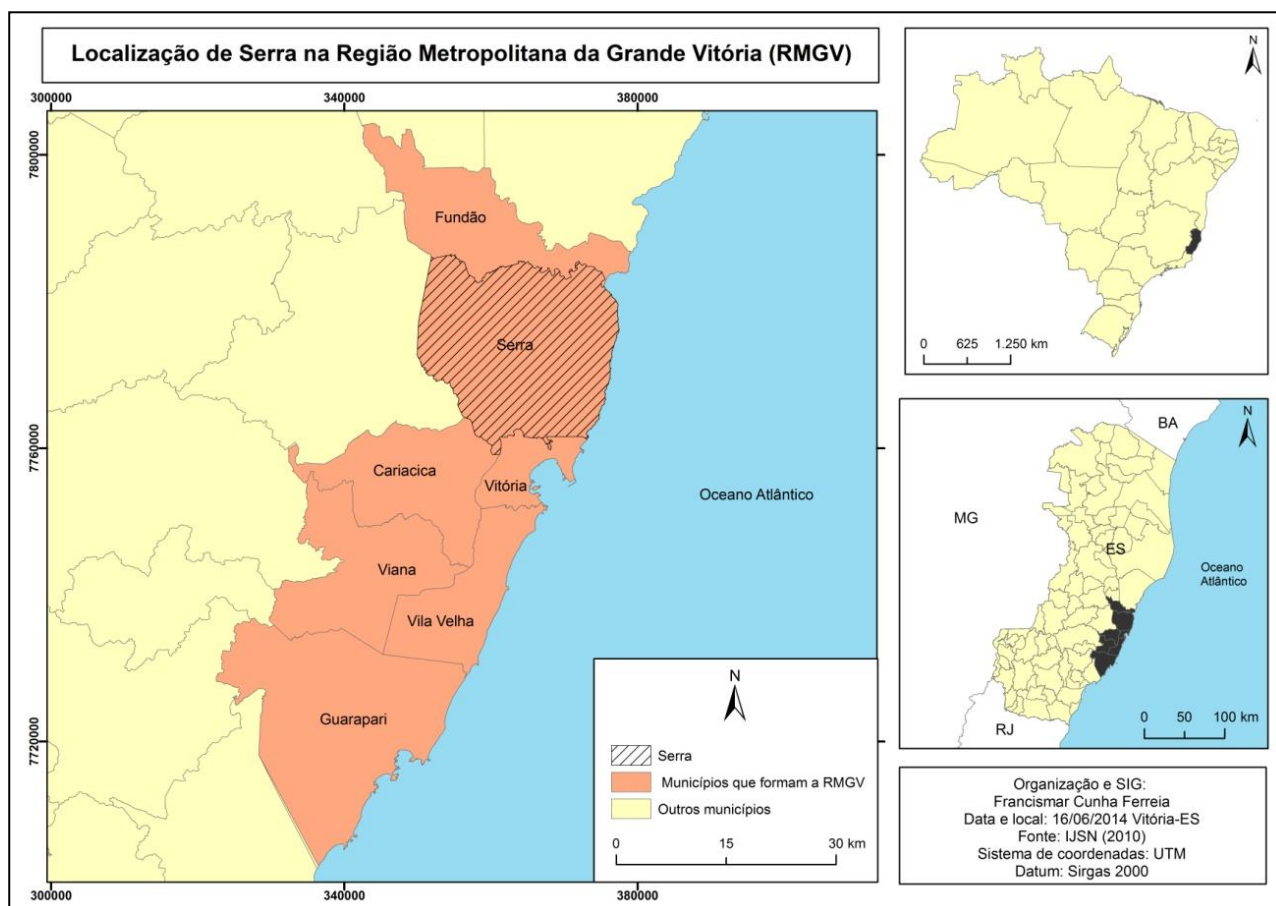 Localização de Serra na Região Metropolitana da Grande Vitória (RMGV)
300000
340000
380000
7800000
7760000
7720000
Fundão
Serra
Cariacica
Vitória
Viana
Vila Velha
Guarapari
Oceano Atlântico
N
Serra
Municípios que formam a RMGV
Outros municípios
0 15 30 km
300000
340000
380000
N
0 625 1.250 km
N
BA
MG
ES
Oceano
Atlântico
RJ
0 50 100 km
Organização e SIG:
Francismar Cunha Ferreia
Data e local: 16/06/2014 Vitória-ES
Fonte: IJSN (2010)
Sistema de coordenadas: UTM
Datum: Sirgas 2000